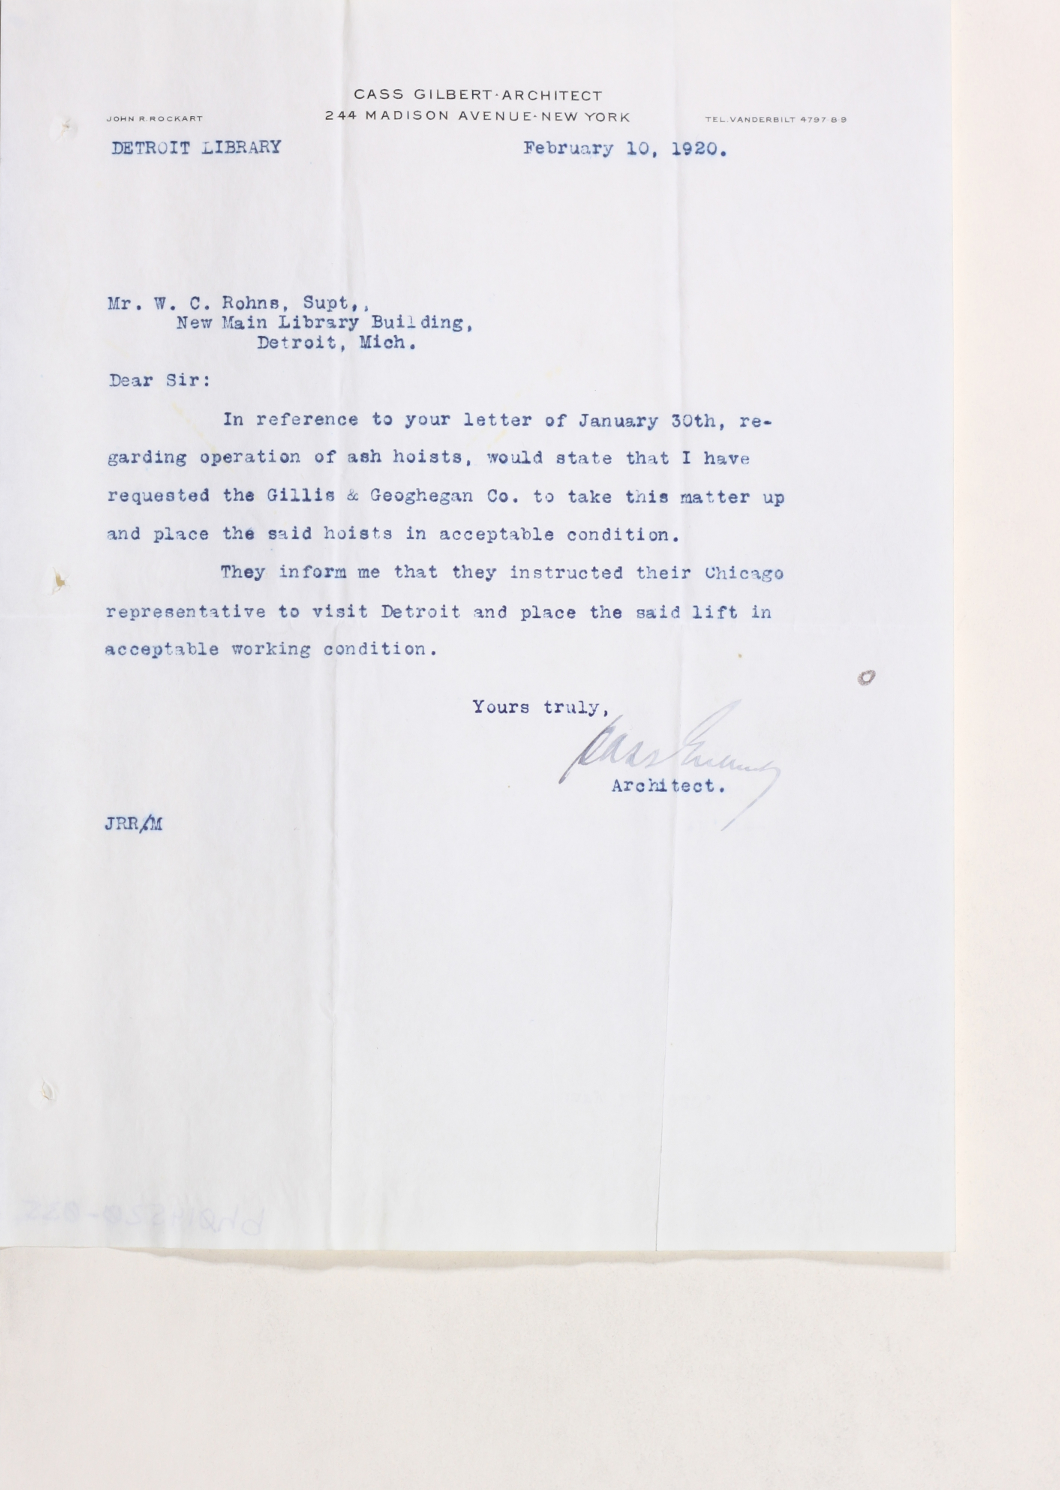 CASS GILBERT·ARCHITECT
JOHN R. ROCKART 244 MADISON AVENUE·NEW YORK TEL. VANDERBILT 4797 8 9
DETROIT LIBRARY February 10, 1920.
Mr. W. C. Rohns, Supt,,
New Main Library Building,
Detroit, Mich.
Dear Sir:
In reference to your letter of January 30th, re-
garding operation of ash hoists, would state that I have
requested the Gillis & Geoghegan Co. to take this matter up
and place the said hoists in acceptable condition.
They inform me that they instructed their Chicago
representative to visit Detroit and place the said lift in
acceptable working condition.
Yours truly,
Cass Gilbert
Architect.
JRR/M